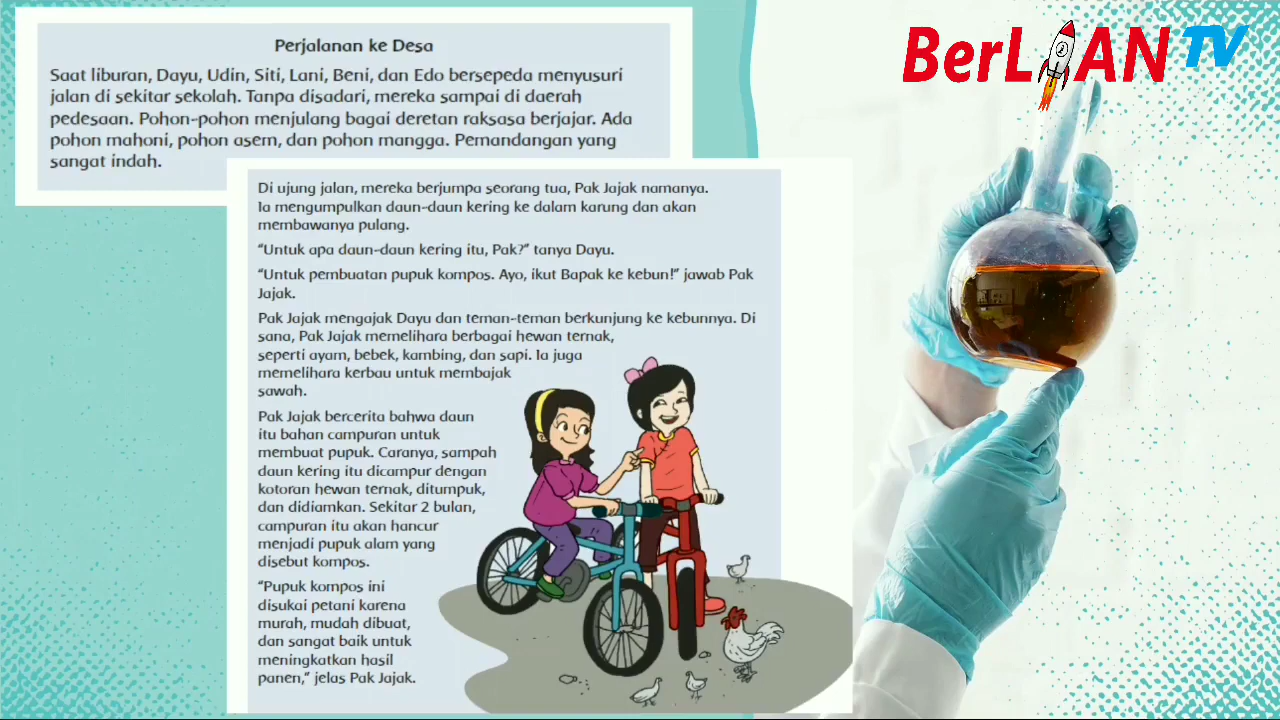 BerLIAN TV
Perjalanan ke Desa
Saat liburan, Dayu, Udin, Siti, Lani, Beni, dan Edo bersepeda menyusuri
jalan di sekitar sekolah. Tanpa disadari, mereka sampai di daerah
pedesaan. Pohon-pohon menjulang bagai deretan raksasa berjajar. Ada
pohon mahoni, pohon asem, dan pohon mangga. Pemandangan yang
sangat indah.
Di ujung jalan, mereka berjumpa seorang tua, Pak Jajak namanya.
Ia mengumpulkan daun-daun kering ke dalam karung dan akan
membawanya pulang.
“Untuk apa daun-daun kering itu, Pak?” tanya Dayu.
“Untuk pembuatan pupuk kompos. Ayo, ikut Bapak ke kebun!” jawab Pak
Jajak.
Pak Jajak mengajak Dayu dan teman-teman berkunjung ke kebunnya. Di
sana, Pak Jajak memelihara berbagai hewan ternak,
seperti ayam, bebek, kambing, dan sapi. Ia juga
memelihara kerbau untuk membajak
sawah.
Pak Jajak bercerita bahwa daun
itu bahan campuran untuk
membuat pupuk. Caranya, sampah
daun kering itu dicampur dengan
kotoran hewan ternak, ditumpuk,
dan didiamkan. Sekitar 2 bulan,
campuran itu akan hancur
menjadi pupuk alam yang
disebut kompos.
“Pupuk kompos ini
disukai petani karena
murah, mudah dibuat,
dan sangat baik untuk
meningkatkan hasil
panen,” jelas Pak Jajak.